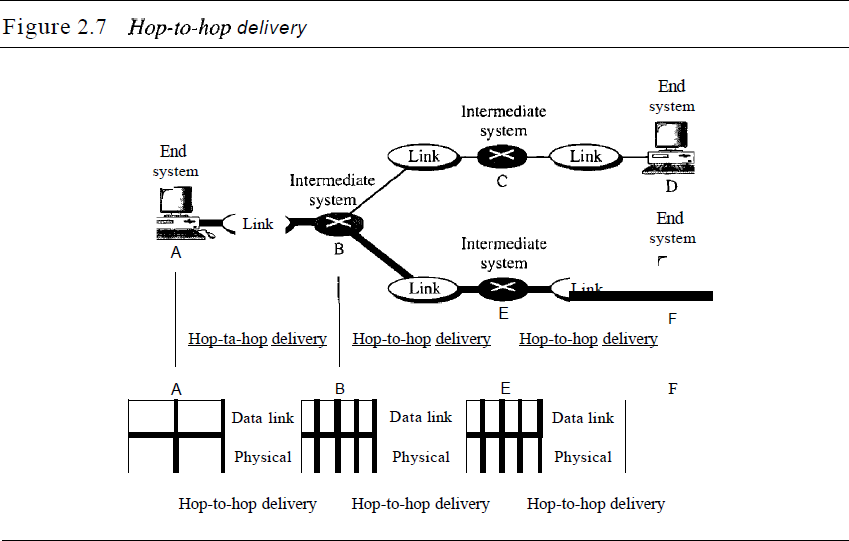 Figure 2.7 Hop-to-hop delivery
End
system
Intermediate
system
Link
Link
C
D
End
system
Intermediate
system
Link
A
B
End
system
Intermediate
system
Link
Link
E
F
Hop-ta-hop delivery Hop-to-hop delivery Hop-to-hop delivery
A B E F
Data link Data link Data link
Physical Physical Physical
Hop-to-hop delivery Hop-to-hop delivery Hop-to-hop delivery